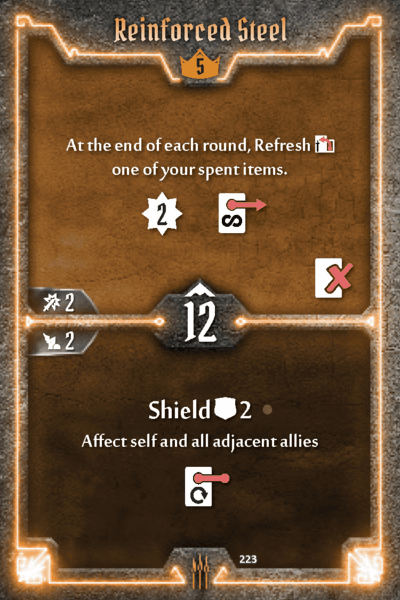 Reinforced Steel
5
At the end of each round, Refresh
one of your spent items.
2
2
12
2
Shield 2
Affect self and all adjacent allies
223